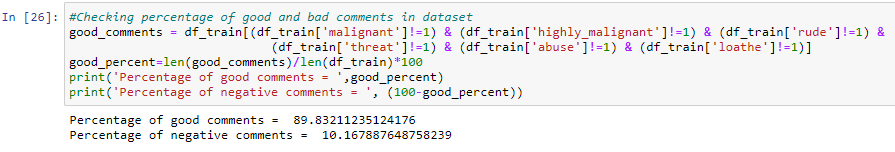 In [26]: #Checking percentage of good and bad comments in dataset
good_comments = df_train[(df_train['malignant']!=1) & (df_train['highly_malignant']!=1) & (df_train['rude']!=1) &
(df_train['threat']!=1) & (df_train['abuse']!=1) & (df_train['loathe']!=1)]
good_percent=len(good_comments)/len(df_train)*100
print('Percentage of good comments = ',good_percent)
print('Percentage of negative comments = ', (100-good_percent))
Percentage of good comments =  89.83211235124176
Percentage of negative comments =  10.167887648758239